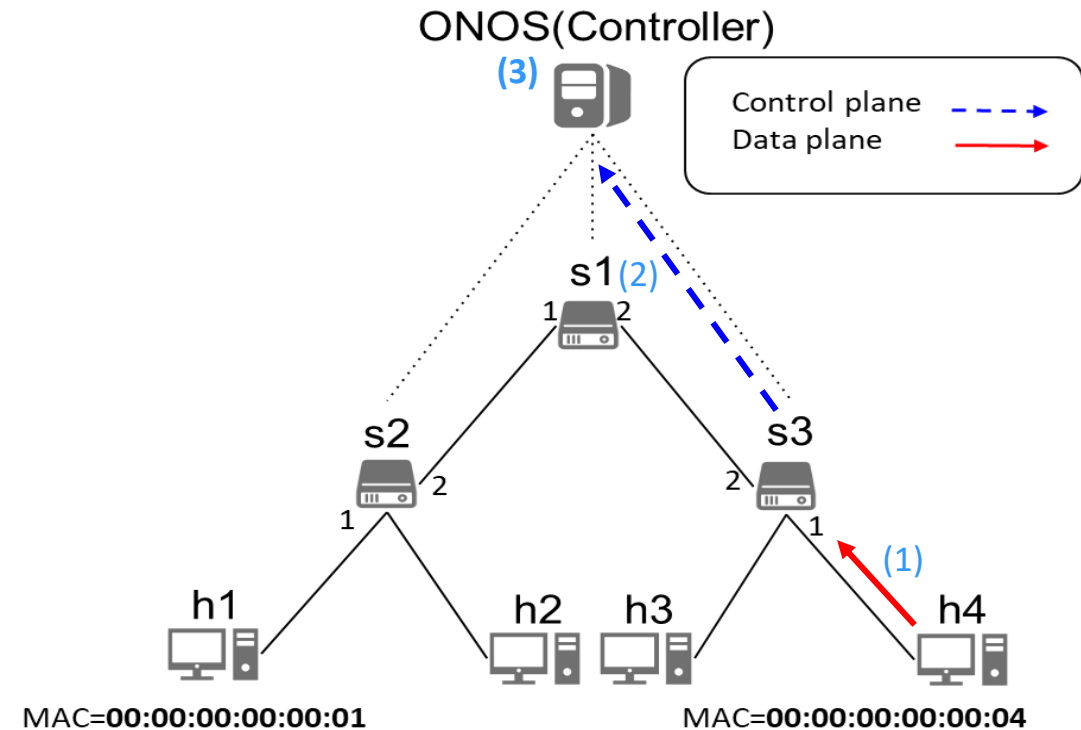 ONOS(Controller)
(3)
Control plane
Data plane
s1 (2)
1 2
s2
s3
2
2
1
1
(1)
h1
h2
h3
h4
MAC=00:00:00:00:00:01
MAC=00:00:00:00:00:04